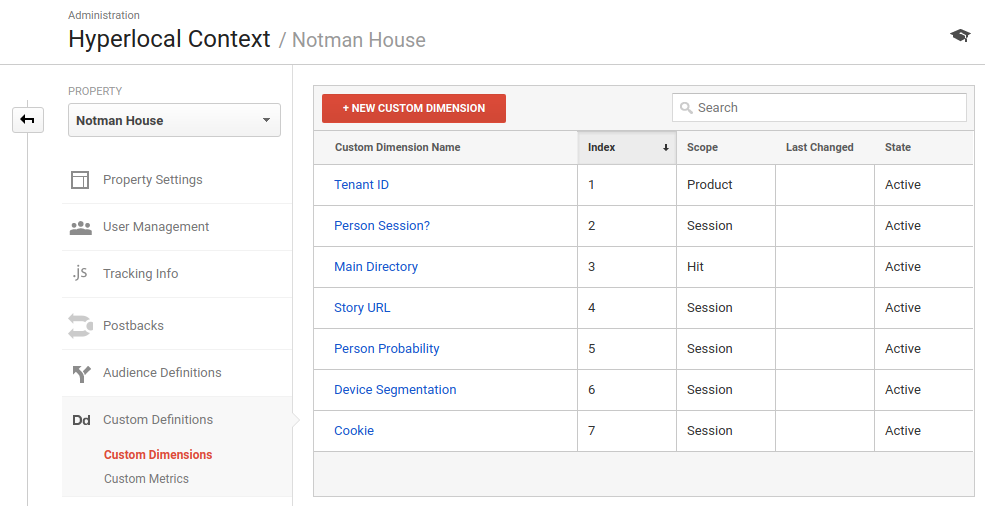 Administration
Hyperlocal Context / Notman House
PROPERTY
Notman House
Property Settings
User Management
.js Tracking Info
Postbacks
Audience Definitions
Dd Custom Definitions
Custom Dimensions
Custom Metrics
+ NEW CUSTOM DIMENSION
Search
Custom Dimension Name Index Scope Last Changed State
Tenant ID 1 Product Active
Person Session? 2 Session Active
Main Directory 3 Hit Active
Story URL 4 Session Active
Person Probability 5 Session Active
Device Segmentation 6 Session Active
Cookie 7 Session Active